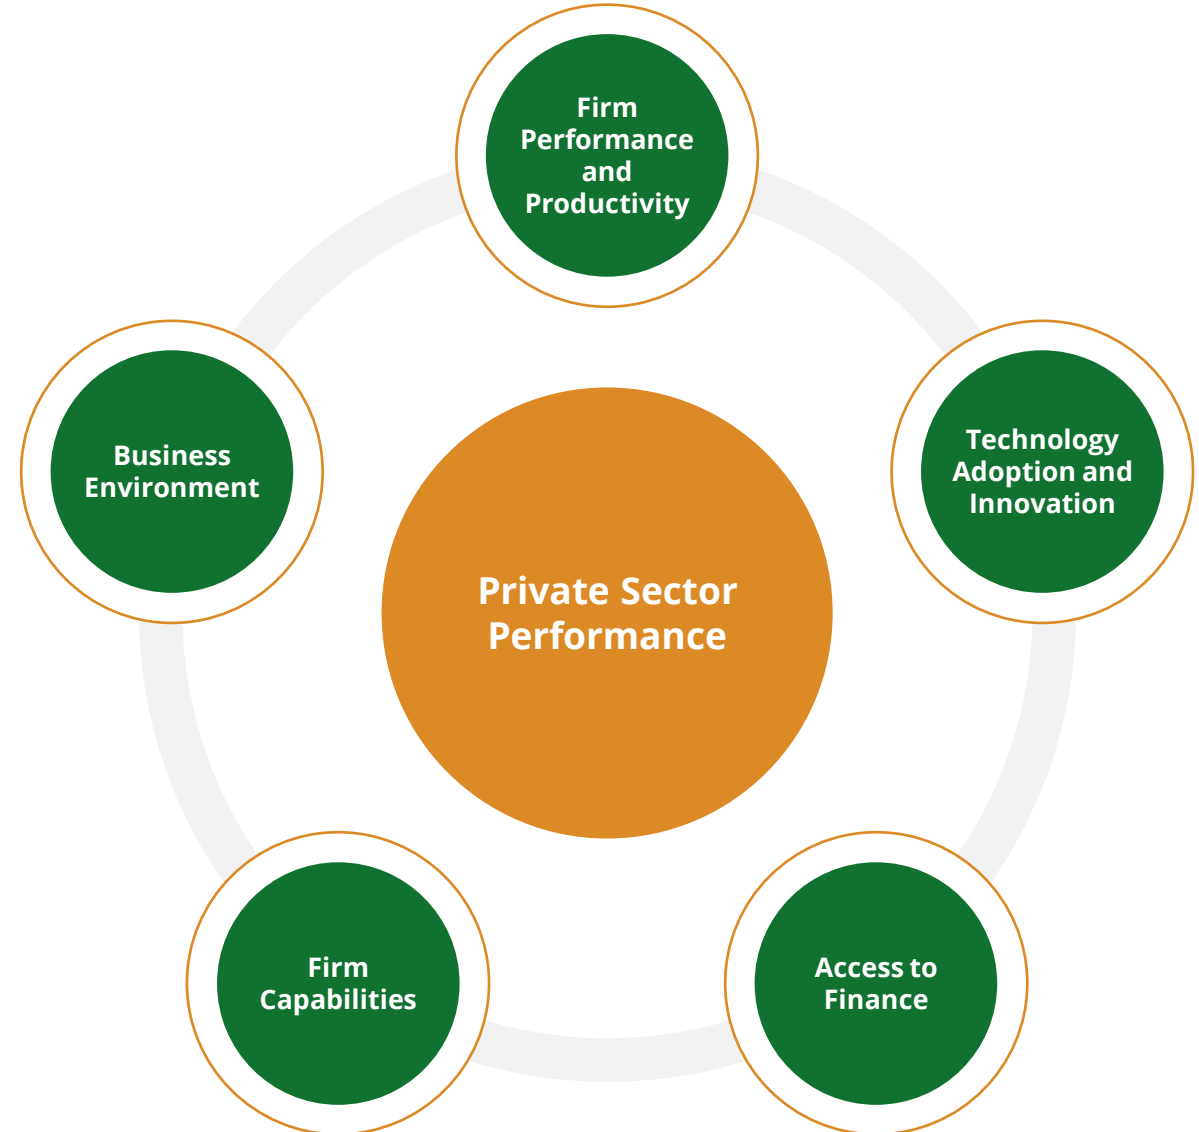 Firm
Performance
and
Productivity
Business
Environment
Technology
Adoption and
Innovation
Private Sector
Performance
Firm
Capabilities
Access to
Finance